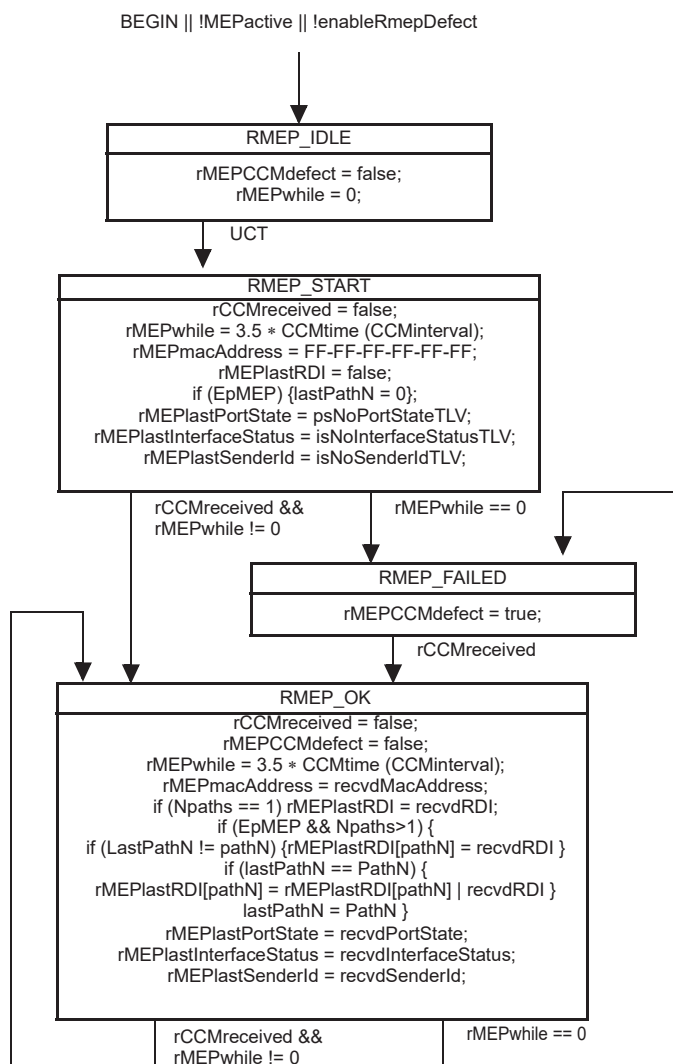 BEGIN || !MEPactive || !enableRmepDefect
RMEP_IDLE
rMEPCCMdefect = false;
rMEPwhile = 0;
UCT
RMEP_START
rCCMreceived = false;
rMEPwhile = 3.5 * CCMtime (CCMinterval);
rMEPmacAddress = FF-FF-FF-FF-FF-FF;
rMEPlastRDI = false;
if (EpMEP) {lastPathN = 0};
rMEPlastPortState = psNoPortStateTLV;
rMEPlastInterfaceStatus = isNoInterfaceStatusTLV;
rMEPlastSenderId = isNoSenderIdTLV;
rCCMreceived &&
rMEPwhile != 0
rMEPwhile == 0
RMEP_FAILED
rMEPCCMdefect = true;
rCCMreceived
RMEP_OK
rCCMreceived = false;
rMEPCCMdefect = false;
rMEPwhile = 3.5 * CCMtime (CCMinterval);
rMEPmacAddress = recvdMacAddress;
if (Npaths == 1) rMEPlastRDI = recvdRDI;
if (EpMEP && Npaths>1) {
if (LastPathN != pathN) {rMEPlastRDI[pathN] = recvdRDI }
if (lastPathN == PathN) {
rMEPlastRDI[pathN] = rMEPlastRDI[pathN] | recvdRDI }
lastPathN = PathN }
rMEPlastPortState = recvdPortState;
rMEPlastInterfaceStatus = recvdInterfaceStatus;
rMEPlastSenderId = recvdSenderId;
rCCMreceived &&
rMEPwhile != 0
rMEPwhile == 0